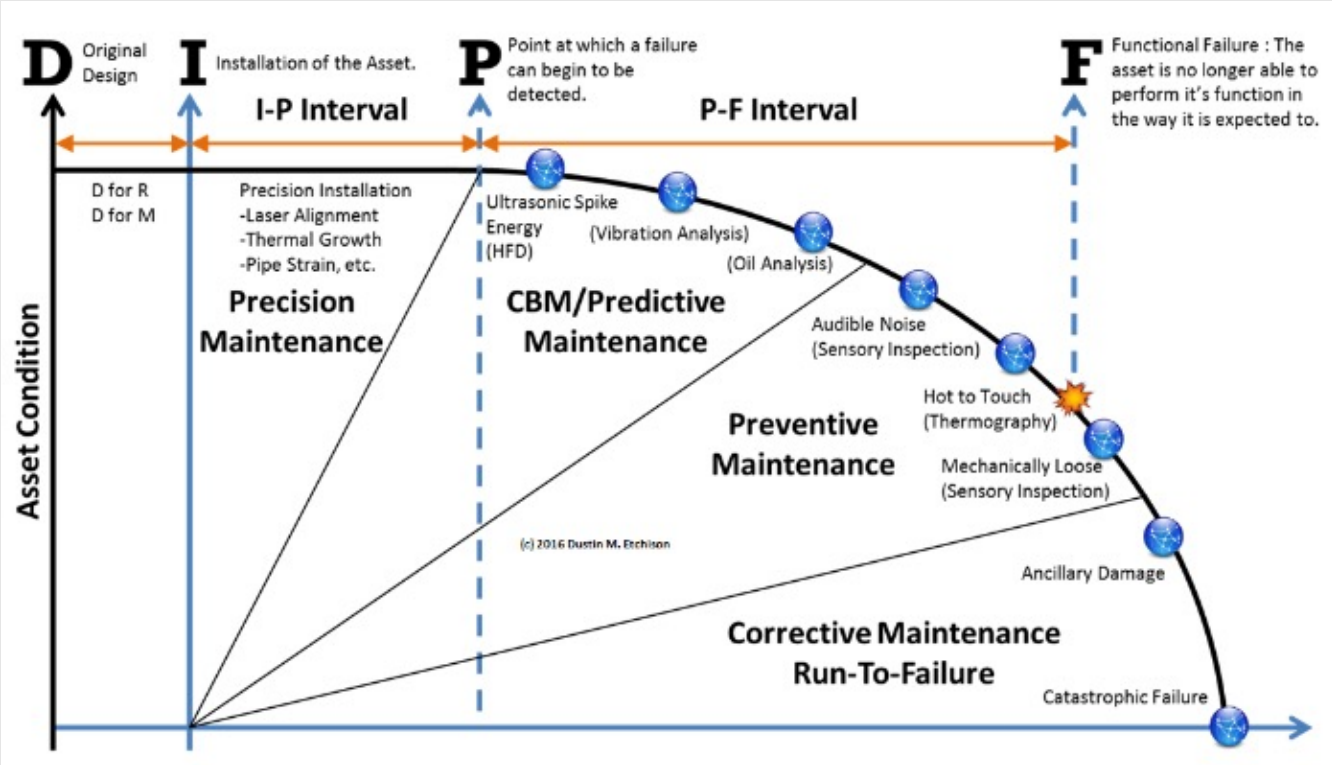 D
Original
Design
I
Installation of the Asset.
P
Point at which a failure
can begin to be
detected.
F
Functional Failure : The
asset is no longer able to
perform it's function in
the way it is expected to.
I-P Interval
P-F Interval
D for R
D for M
Precision Installation
-Laser Alignment
-Thermal Growth
-Pipe Strain, etc.
Ultrasonic Spike
Energy
(HFD)
(Vibration Analysis)
(Oil Analysis)
Precision
Maintenance
CBM/Predictive
Maintenance
Audible Noise
(Sensory Inspection)
Hot to Touch
(Thermography)
Preventive
Maintenance
Mechanically Loose
(Sensory Inspection)
Asset Condition
(c) 2016 Dustin M. Etchison
Ancillary Damage
Corrective Maintenance
Run-To-Failure
Catastrophic Failure